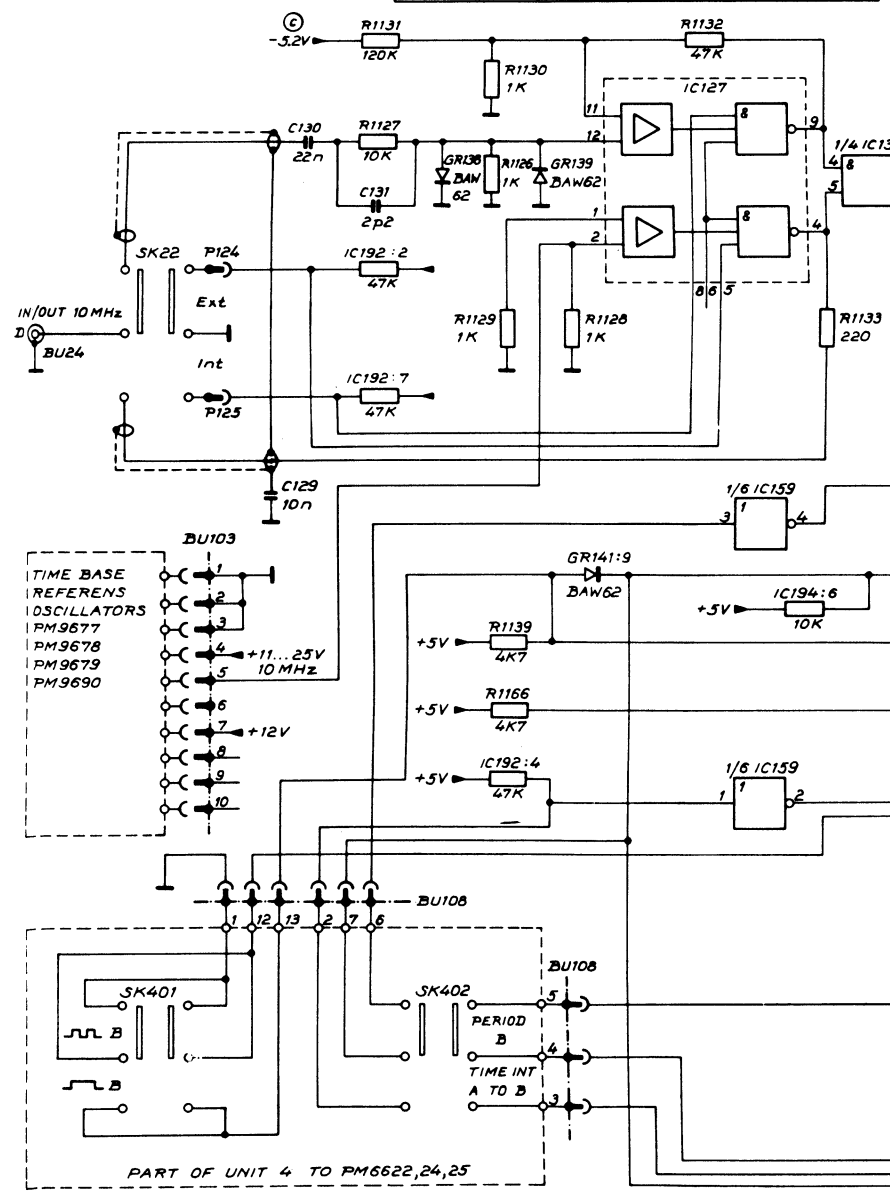 C
-5.2V
R1131
120K
R1132
47K
R1130
1K
IC127
11
&
9
12
C130
22n
R1127
10K
1/4 IC13
4
&
5
GR138
BAW
62
R1126
1K
GR139
BAW62
C131
2p2
1
&
4
2
SK22
P124
IC192:2
47K
8 6 5
Ext
IN/OUT 10MHz
D
BU24
R1129
1K
R1128
1K
R1133
220
Int
IC192:7
47K
P125
C129
10n
1/6 IC159
3
1
4
BU103
TIME BASE
REFERENS
OSCILLATORS
PM9677
PM9678
PM9679
PM9690
1
2
3
4
+11...25V
10MHz
5
6
7
+12V
8
9
10
GR141:9
BAW62
+5V
IC194:6
10K
+5V
R1139
4K7
+5V
R1166
4K7
+5V
IC192:4
47K
1/6 IC159
1
1
2
BU108
1 12 13 2 7 6
BU108
SK401
SK402
5
PERIOD
B
B
4
TIME INT
A TO B
B
3
PART OF UNIT 4 TO PM6622,24,25